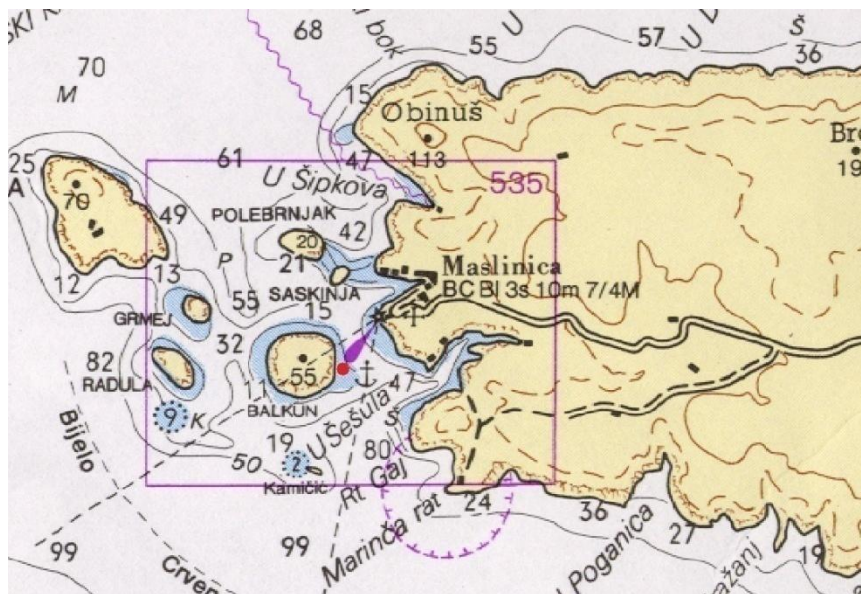 68
55
U
57
U
Š
36
bok
70
M
15
Obinuš
113
Bre
19
25
A
70
61
47
U Šipkova
535
49
POLEBRNJAK
20
42
21
12
13
P
SASKINJA
Maslinica
BC Bl 3s 10m 7/4M
55
15
GRMEJ
32
82
RADULA
55
11
BALKUN
47
9
K
U Šešula
Š
19
80
50
2
Kamičić
Rt Gaj
Bijelo
24
36
27
19
99
99
Marinča rat
Crven
Poganica
ažanj